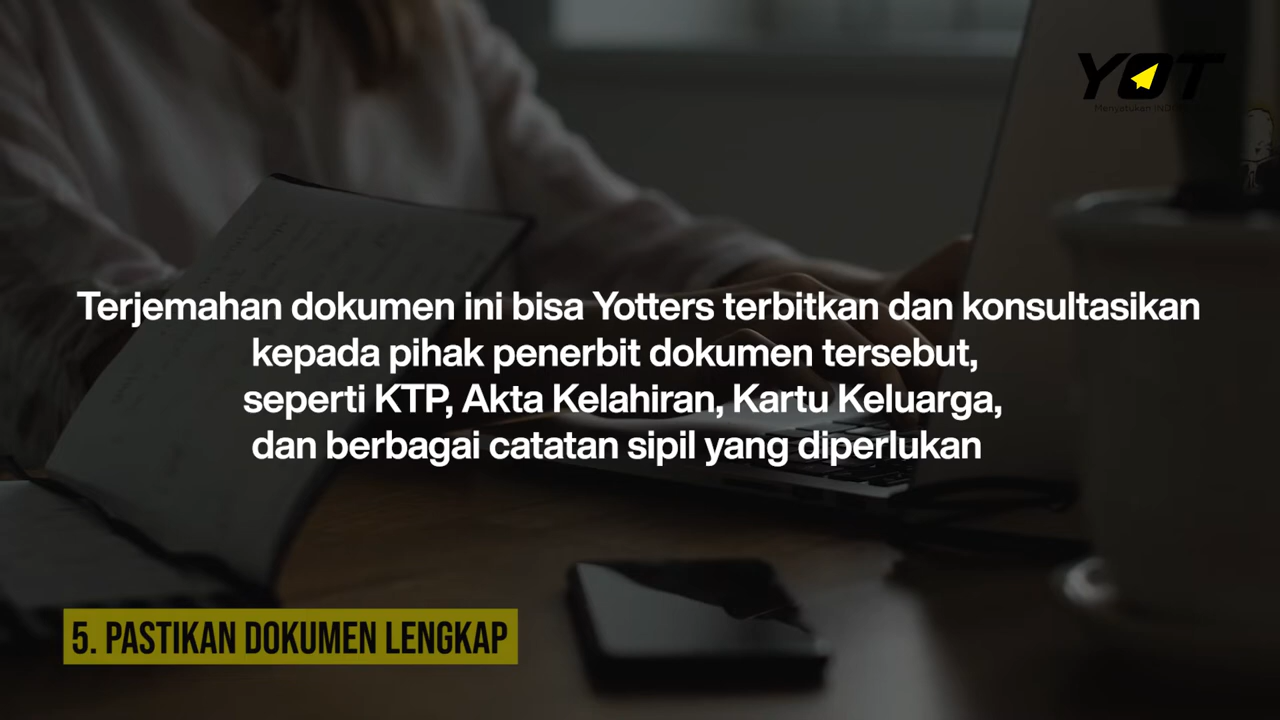 YOT
Menyatukan
Terjemahan dokumen ini bisa Yotters terbitkan dan konsultasikan
kepada pihak penerbit dokumen tersebut,
seperti KTP, Akta Kelahiran, Kartu Keluarga,
dan berbagai catatan sipil yang diperlukan
5. PASTIKAN DOKUMEN LENGKAP